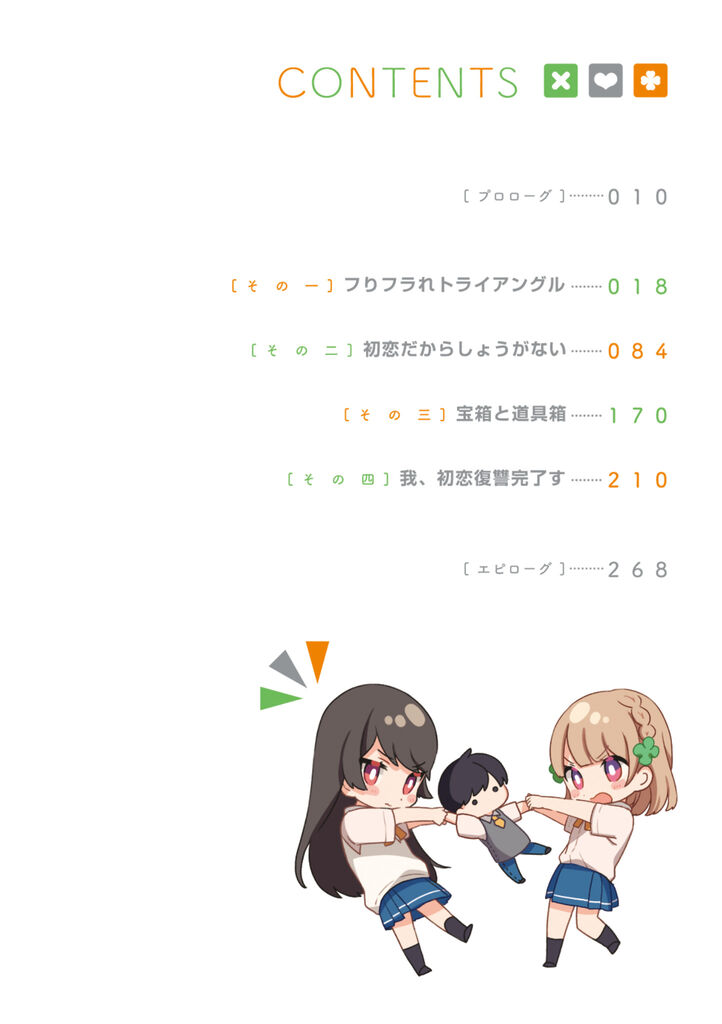 CONTENTS
[プロローグ]………010
[その一]フりフラれトライアングル………018
[その二]初恋だからしょうがない………084
[その三]宝箱と道具箱………170
[その四]我、初恋復讐完了す………210
[エピローグ]………268